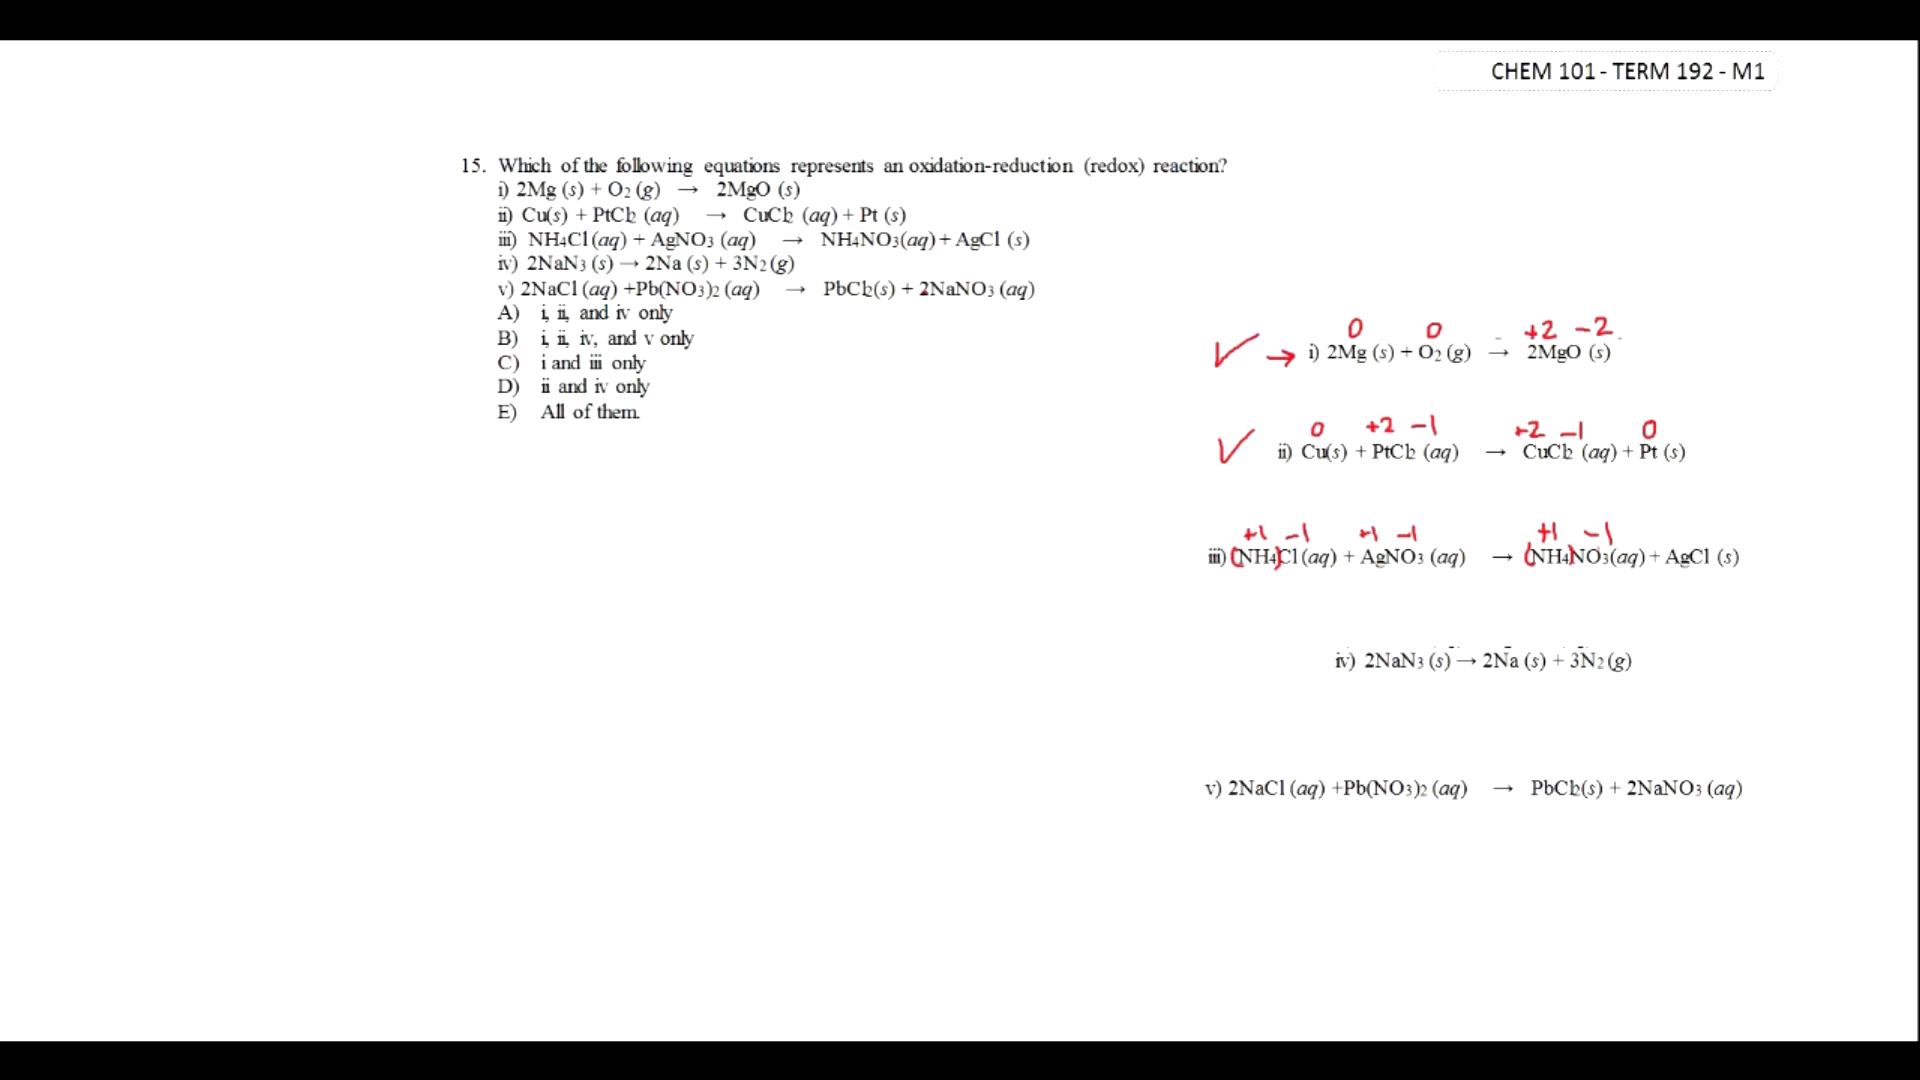 CHEM 101 - TERM 192 - M1
15. Which of the following equations represents an oxidation-reduction (redox) reaction?
i) 2Mg (s) + O2 (g) → 2MgO (s)
ii) Cu(s) + PtCl2 (aq) → CuCl2 (aq) + Pt (s)
iii) NH4Cl (aq) + AgNO3 (aq) → NH4NO3(aq) + AgCl (s)
iv) 2NaN3 (s) → 2Na (s) + 3N2 (g)
v) 2NaCl (aq) +Pb(NO3)2 (aq) → PbCl2(s) + 2NaNO3 (aq)
A) i, ii, and iv only
B) i, ii, iv, and v only
C) i and iii only
D) ii and iv only
E) All of them.
0 0 +2 -2
→ i) 2Mg (s) + O2 (g) → 2MgO (s)
0 +2 -1 +2 -1 0
ii) Cu(s) + PtCl2 (aq) → CuCl2 (aq) + Pt (s)
+1 -1 +1 -1 +1 -1
iii) (NH4)Cl (aq) + AgNO3 (aq) → (NH4)NO3(aq) + AgCl (s)
iv) 2NaN3 (s) → 2Na (s) + 3N2 (g)
v) 2NaCl (aq) +Pb(NO3)2 (aq) → PbCl2(s) + 2NaNO3 (aq)